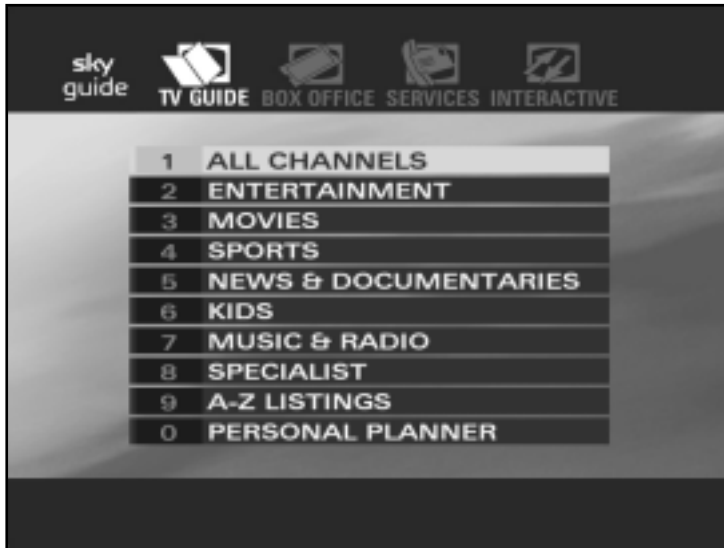 sky
guide
TV GUIDE BOX OFFICE SERVICES INTERACTIVE
1 ALL CHANNELS
2 ENTERTAINMENT
3 MOVIES
4 SPORTS
5 NEWS & DOCUMENTARIES
6 KIDS
7 MUSIC & RADIO
8 SPECIALIST
9 A-Z LISTINGS
0 PERSONAL PLANNER